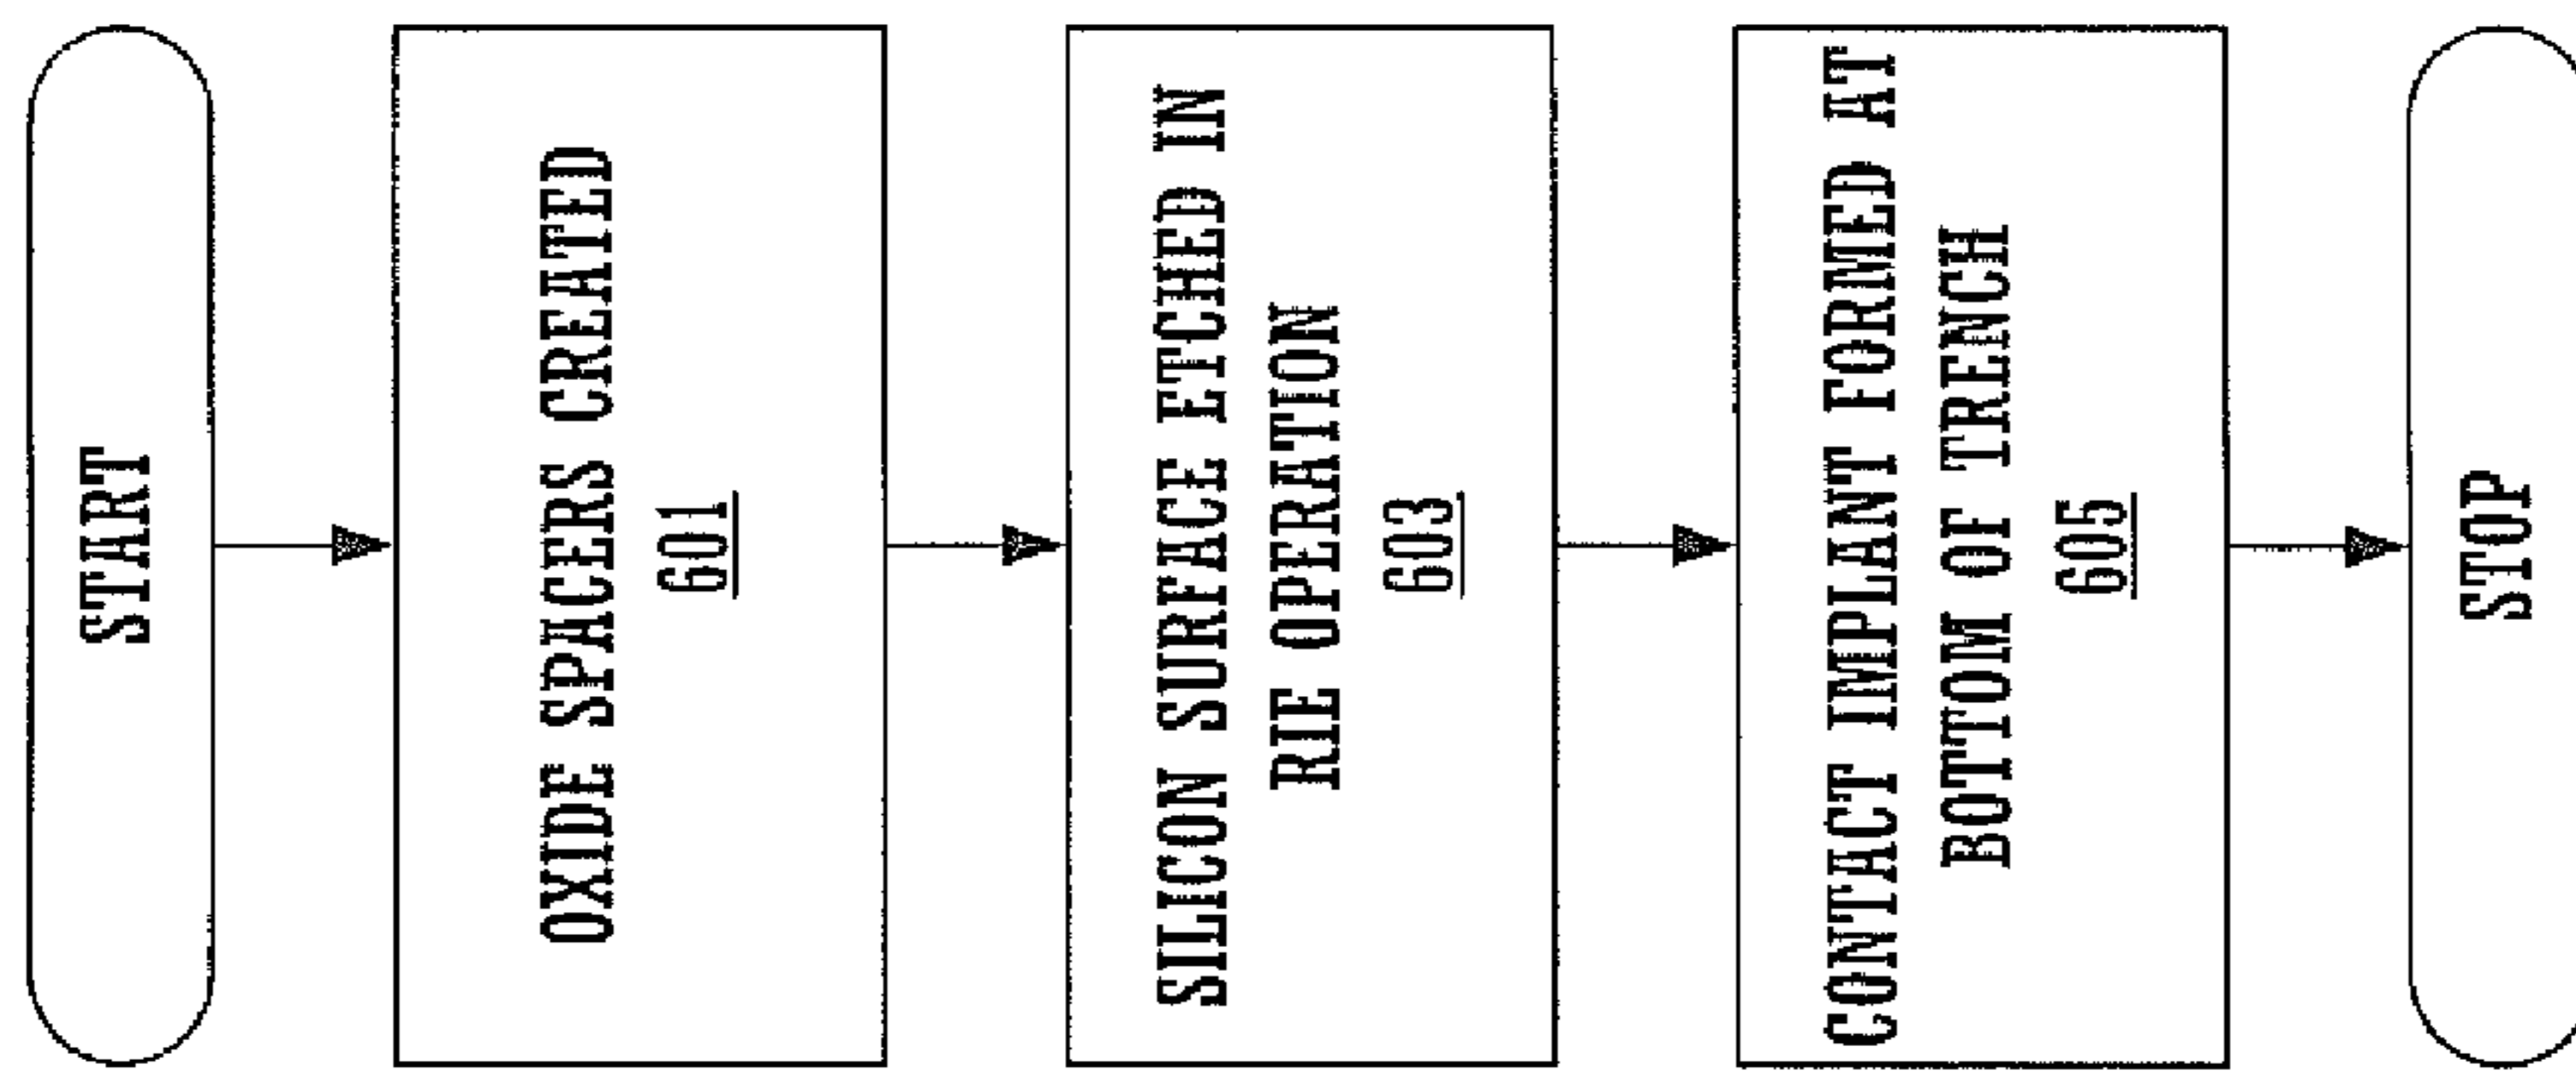 START
OXIDE SPACERS CREATED
601
SILICON SURFACE ETCHED IN
RIE OPERATION
603
CONTACT IMPLANT FORMED AT
BOTTOM OF TRENCH
605
STOP